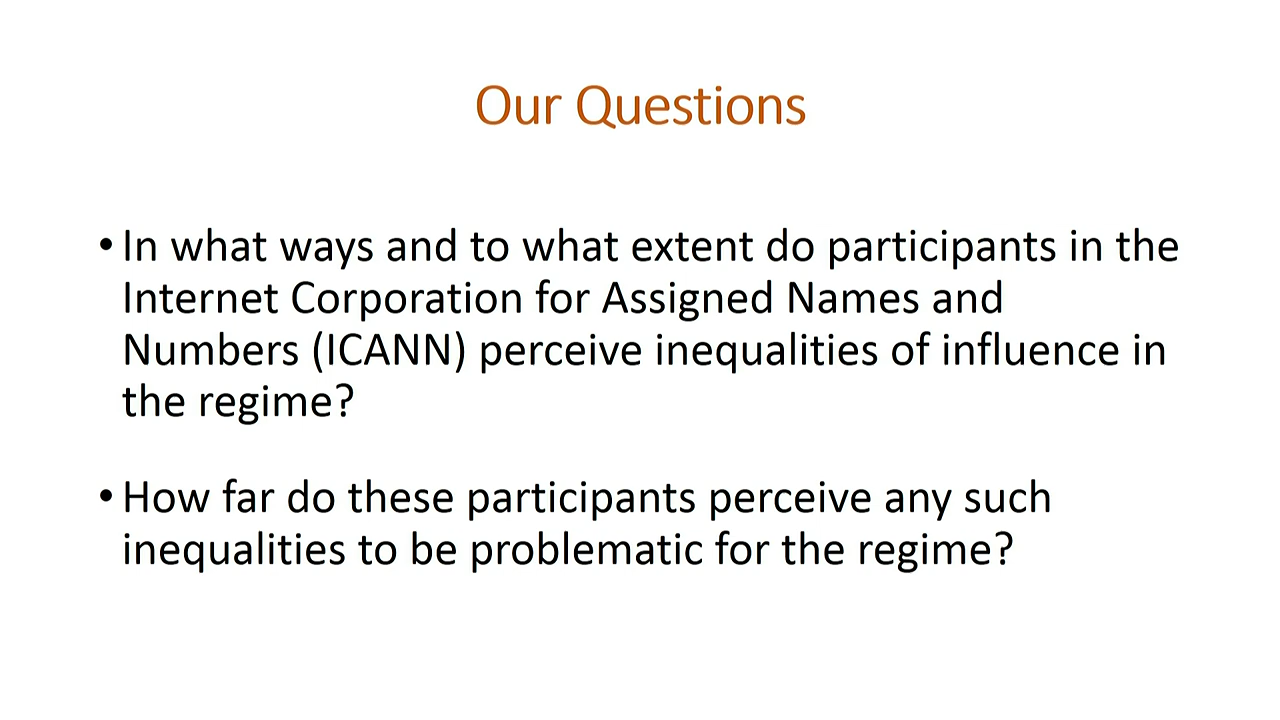 Our Questions
• In what ways and to what extent do participants in the
Internet Corporation for Assigned Names and
Numbers (ICANN) perceive inequalities of influence in
the regime?
• How far do these participants perceive any such
inequalities to be problematic for the regime?